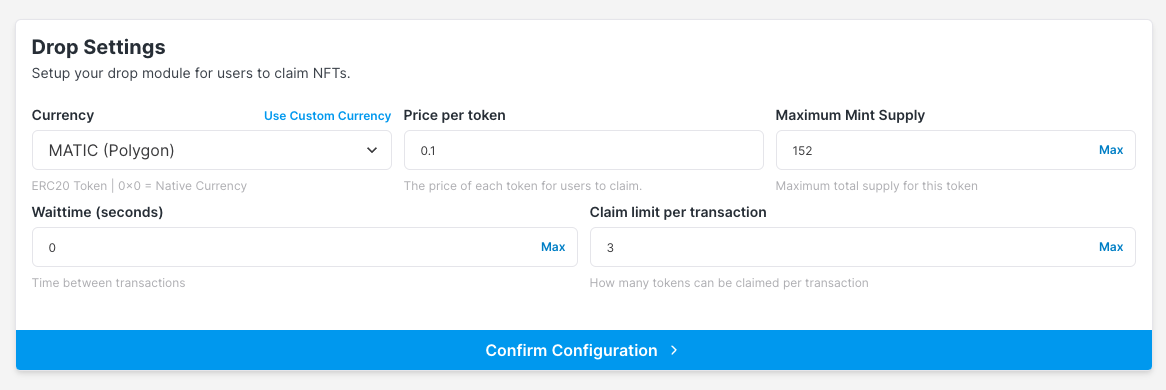 Drop Settings
Setup your drop module for users to claim NFTs.
Currency
Use Custom Currency
MATIC (Polygon)
ERC20 Token | 0x0 = Native Currency
Price per token
0.1
The price of each token for users to claim.
Maximum Mint Supply
152
Max
Maximum total supply for this token
Waittime (seconds)
0
Max
Time between transactions
Claim limit per transaction
3
Max
How many tokens can be claimed per transaction
Confirm Configuration